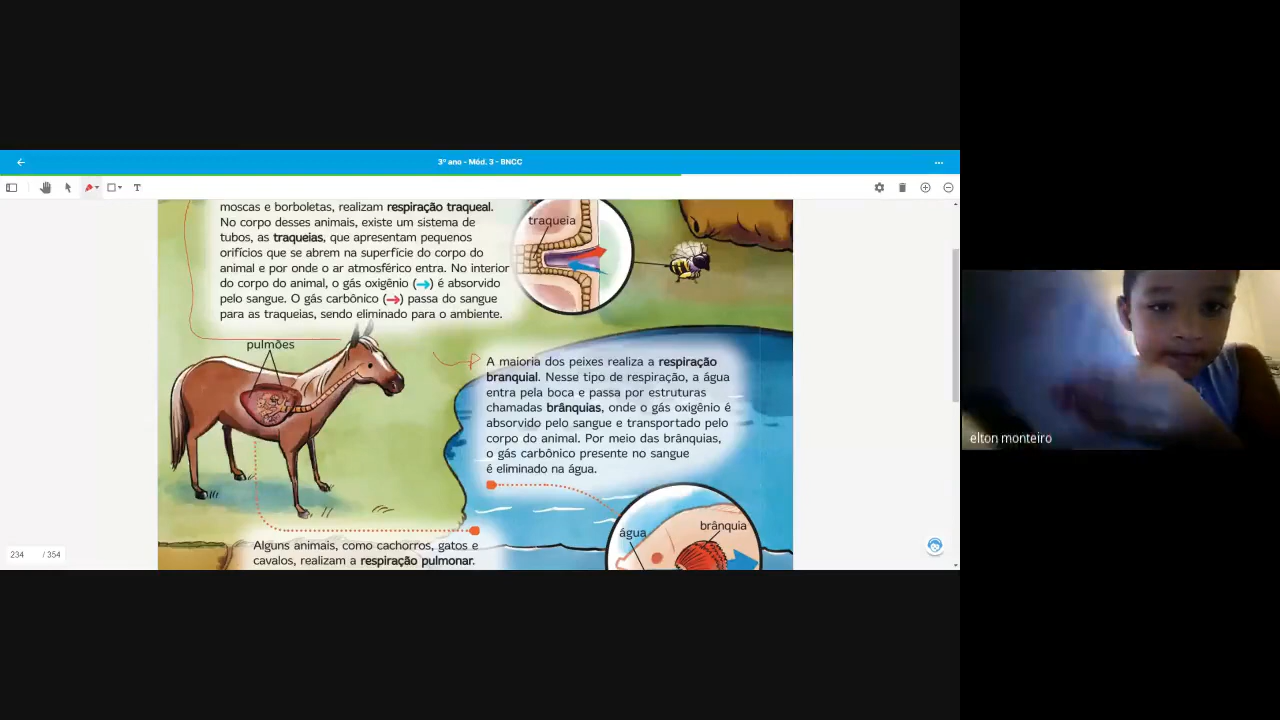 3º ano - Mód. 3 - BNCC
moscas e borboletas, realizam respiração traqueal.
No corpo desses animais, existe um sistema de
tubos, as traqueias, que apresentam pequenos
orifícios que se abrem na superfície do corpo do
animal e por onde o ar atmosférico entra. No interior
do corpo do animal, o gás oxigênio (→) é absorvido
pelo sangue. O gás carbônico (→) passa do sangue
para as traqueias, sendo eliminado para o ambiente.
traqueia
pulmões
A maioria dos peixes realiza a respiração
branquial. Nesse tipo de respiração, a água
entra pela boca e passa por estruturas
chamadas brânquias, onde o gás oxigênio é
absorvido pelo sangue e transportado pelo
corpo do animal. Por meio das brânquias,
o gás carbônico presente no sangue
é eliminado na água.
água
brânquia
Alguns animais, como cachorros, gatos e
cavalos, realizam a respiração pulmonar.
234 / 354
elton monteiro